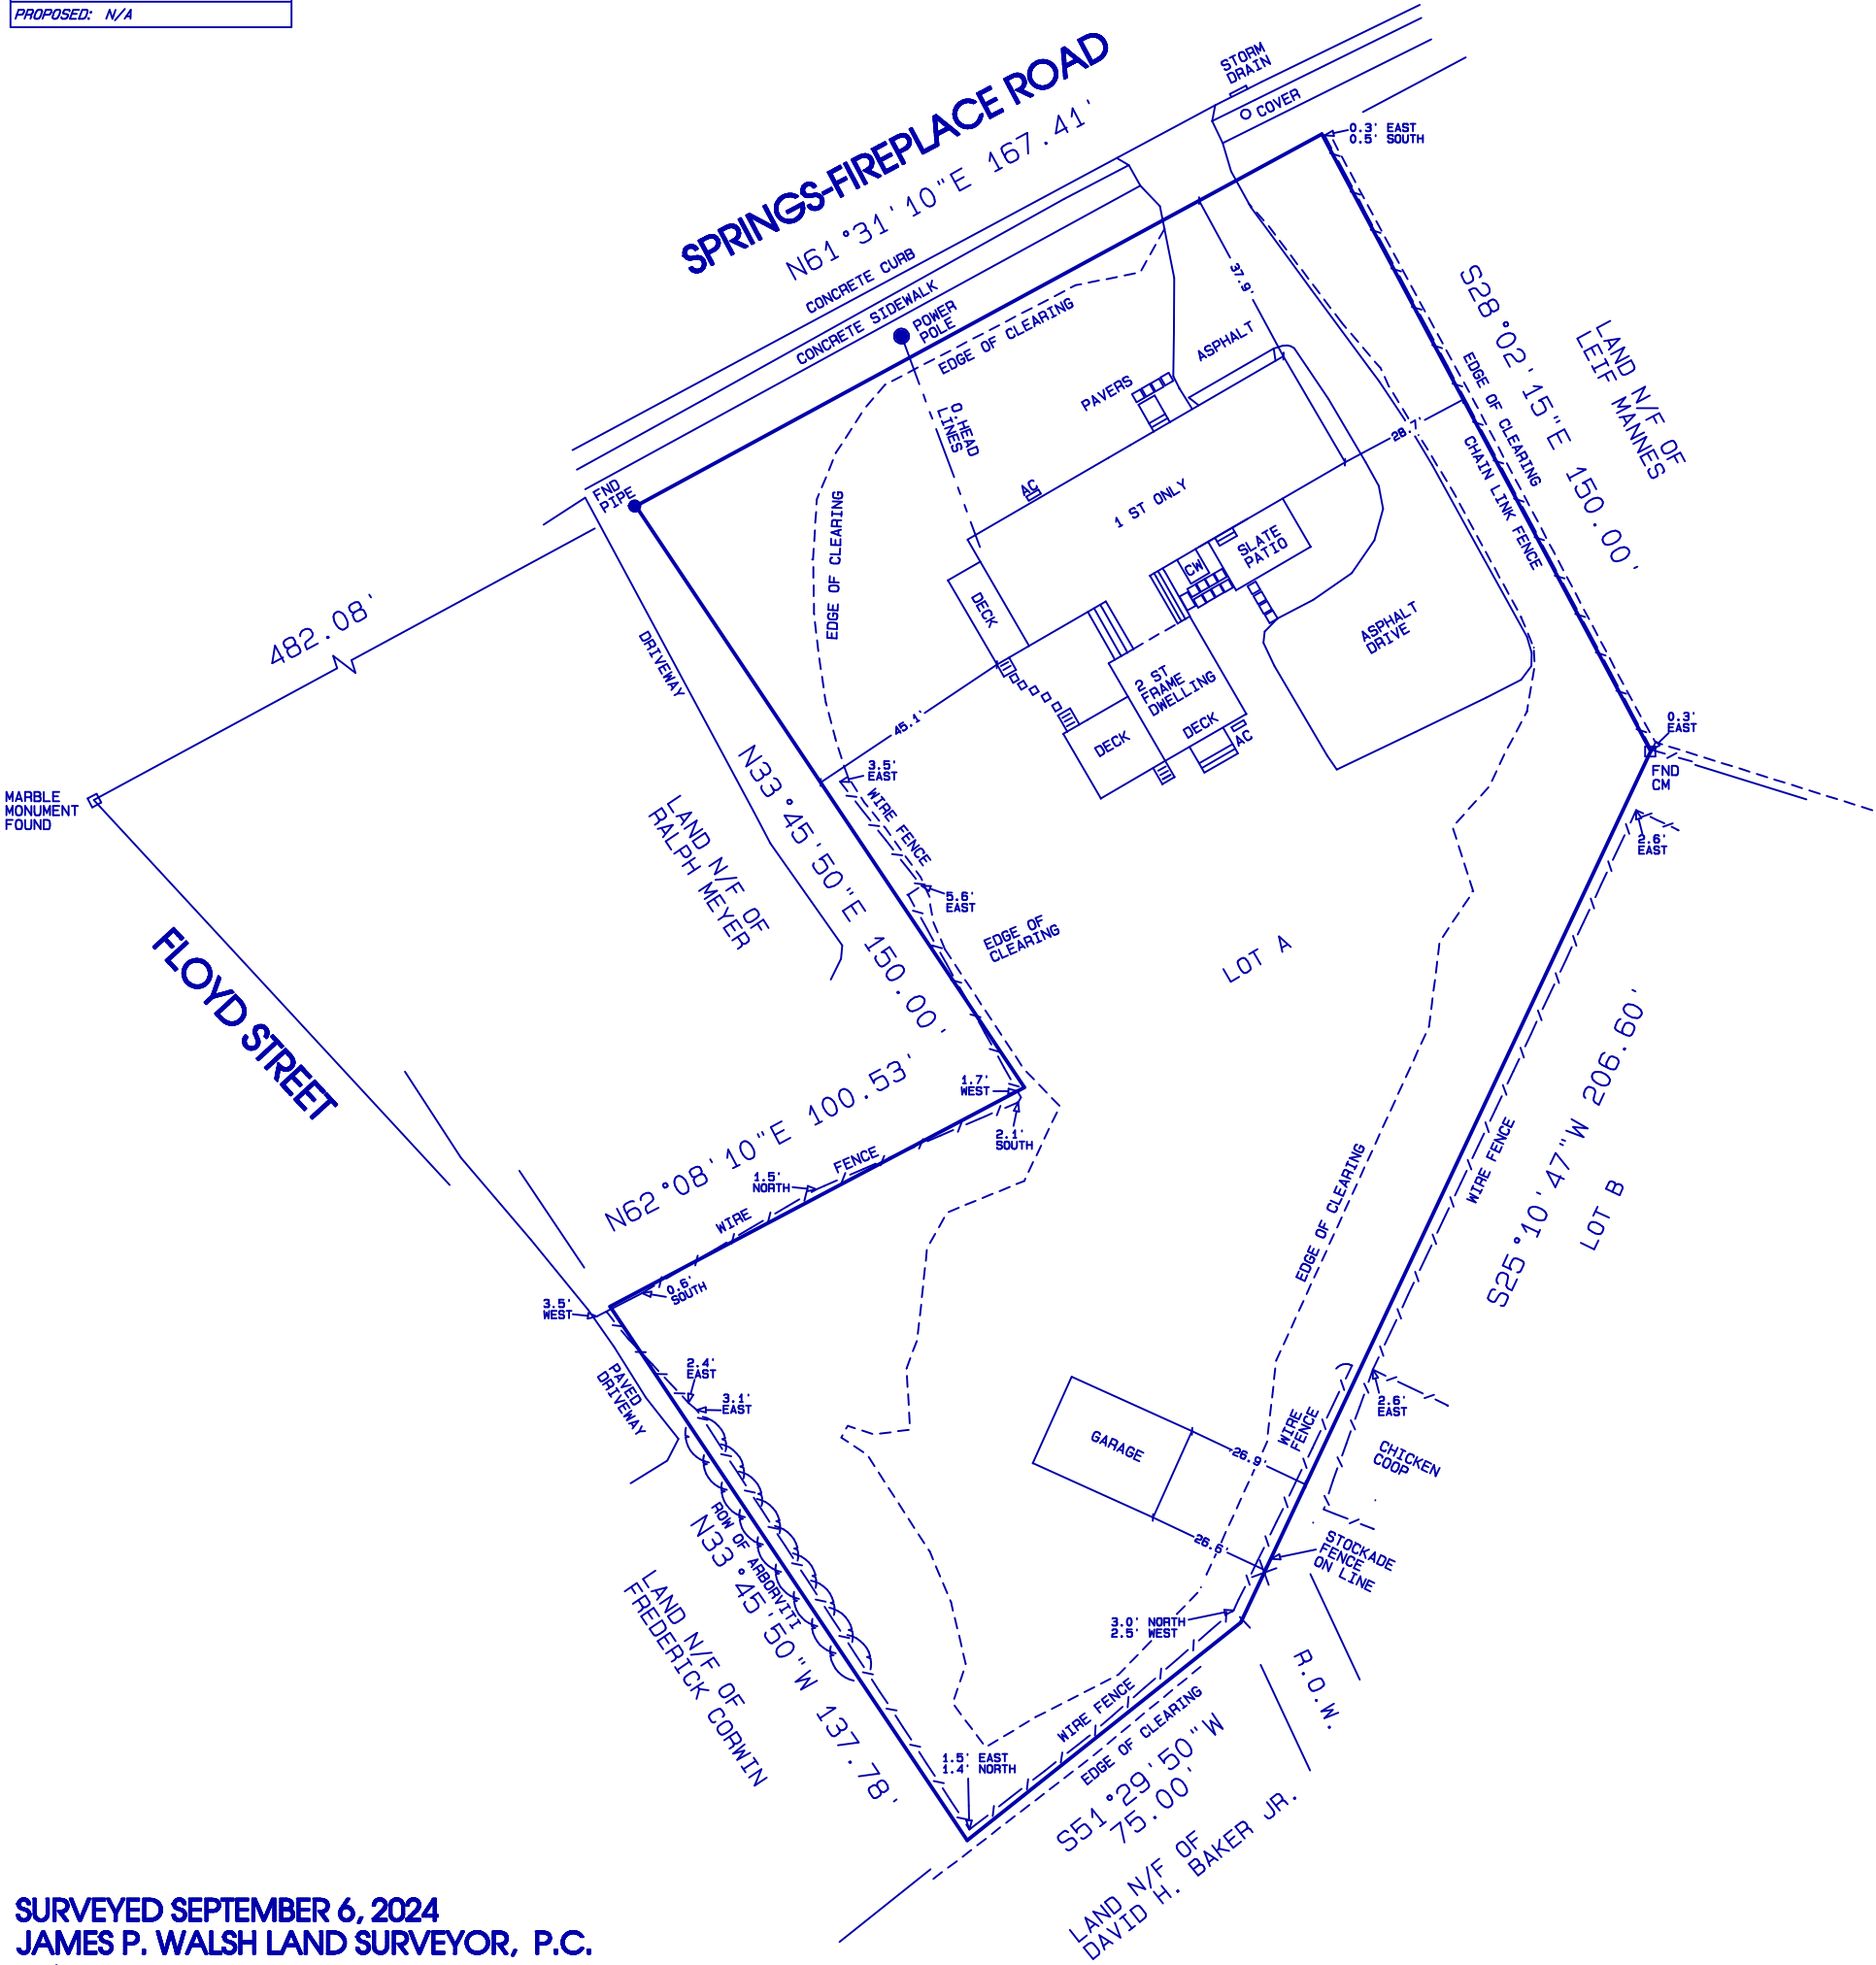 PROPOSED: N/A
STORM
DRAIN
COVER
SPRINGS-FIREPLACE ROAD
N61°31'10"E 167.41'
0.3' EAST
0.5' SOUTH
CONCRETE CURB
CONCRETE SIDEWALK
POWER
POLE
EDGE OF CLEARING
37.9'
ASPHALT
S28°02'15"E 150.00'
LAND N/F OF
LEIF MANNES
EDGE OF CLEARING
CHAIN LINK FENCE
PAVERS
O.HEAD
LINES
28.7'
FND
PIPE
AC
1 ST ONLY
EDGE OF CLEARING
SLATE
PATIO
CW
DECK
482.08'
DRIVEWAY
ASPHALT
DRIVE
2 ST
FRAME
DWELLING
DECK
DECK
AC
45.1'
0.3'
EAST
FND
CM
MARBLE
MONUMENT
FOUND
3.5'
EAST
WIRE FENCE
N33°45'50"E 150.00'
LAND N/F OF
RALPH MEYER
2.6'
EAST
5.6'
EAST
EDGE OF
CLEARING
LOT A
FLOYD STREET
N62°08'10"E 100.53'
1.7'
WEST
2.1'
SOUTH
WIRE
FENCE
1.5'
NORTH
EDGE OF CLEARING
WIRE FENCE
S25°10'47"W 206.60'
LOT B
0.6'
SOUTH
3.5'
WEST
2.4'
EAST
3.1'
EAST
PAVED
DRIVEWAY
2.6'
EAST
WIRE
FENCE
GARAGE
26.9'
CHICKEN
COOP
26.6'
STOCKADE
FENCE
ON LINE
ROW OF ARBORVITI
N33°45'50"W 137.78'
LAND N/F OF
FREDERICK CORWIN
3.0' NORTH
2.5' WEST
R.O.W.
WIRE FENCE
EDGE OF CLEARING
1.5' EAST
1.4' NORTH
S51°29'50"W
75.00'
LAND N/F OF
DAVID H. BAKER JR.
SURVEYED SEPTEMBER 6, 2024
JAMES P. WALSH LAND SURVEYOR, P.C.